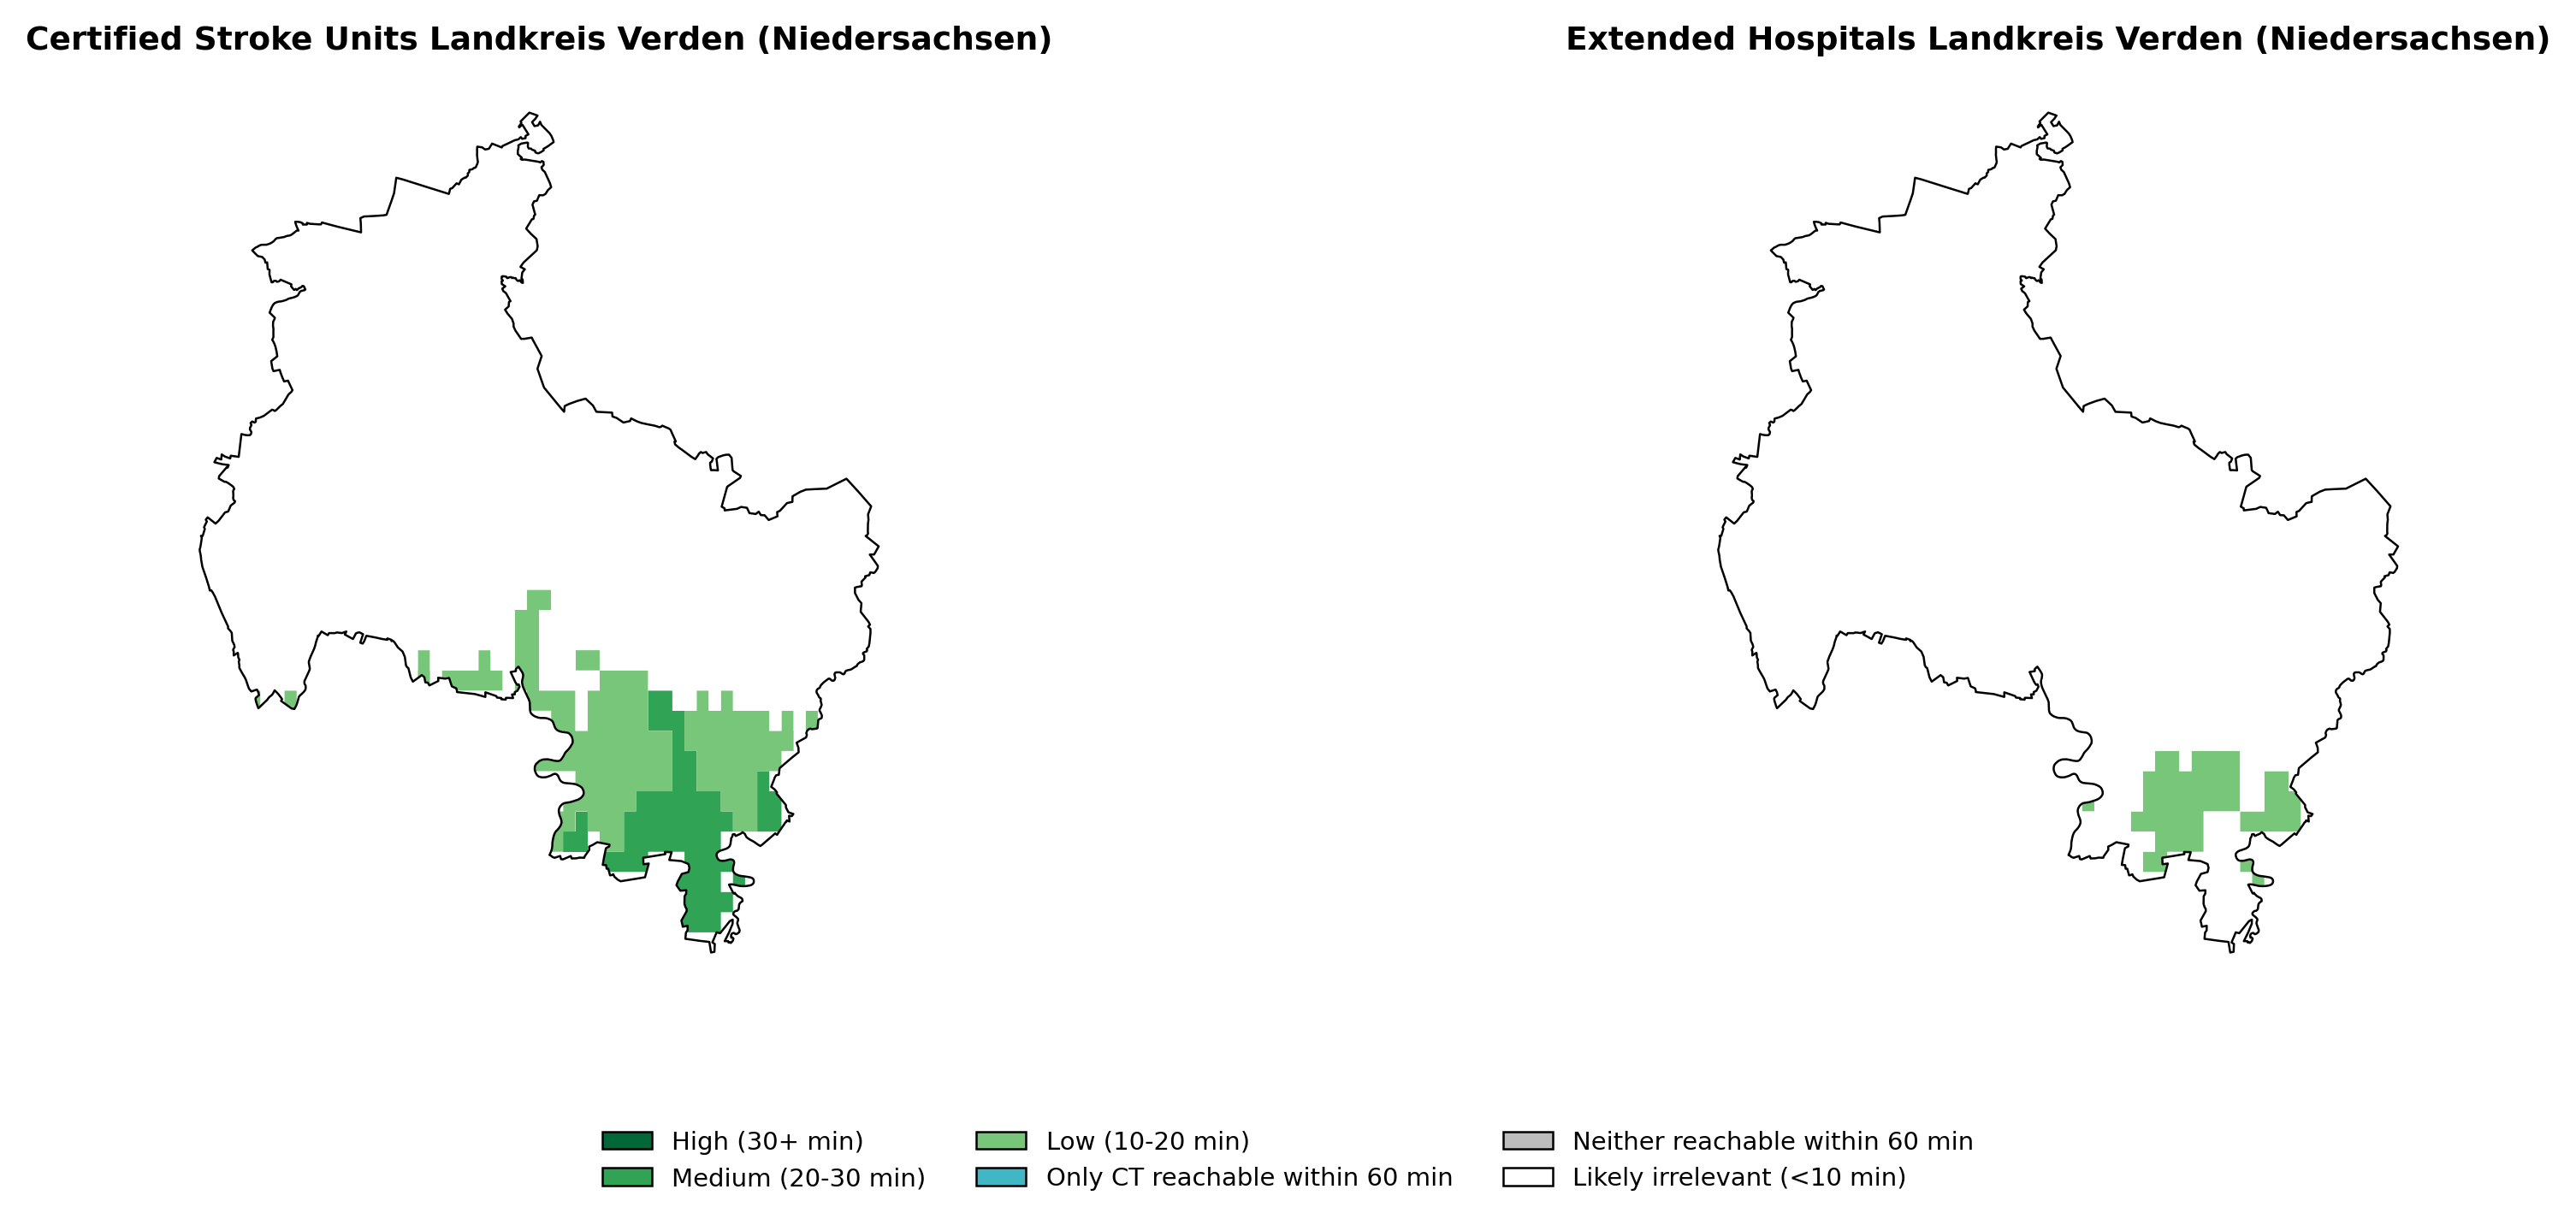 Certified Stroke Units Landkreis Verden (Niedersachsen)
Extended Hospitals Landkreis Verden (Niedersachsen)
High (30+ min)
Medium (20-30 min)
Low (10-20 min)
Only CT reachable within 60 min
Neither reachable within 60 min
Likely irrelevant (<10 min)